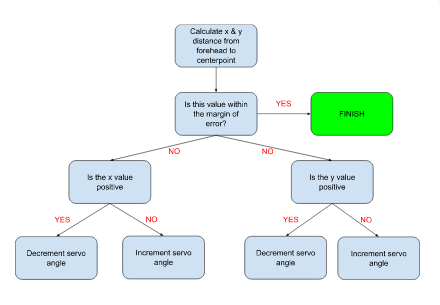 Calculate x & y
distance from
forehead to
centerpoint
Is this value within
the margin of
error?
YES
FINISH
NO
NO
Is the x value
positive
Is the y value
positive
YES
NO
YES
NO
Decrement servo
angle
Increment servo
angle
Decrement servo
angle
Increment servo
angle